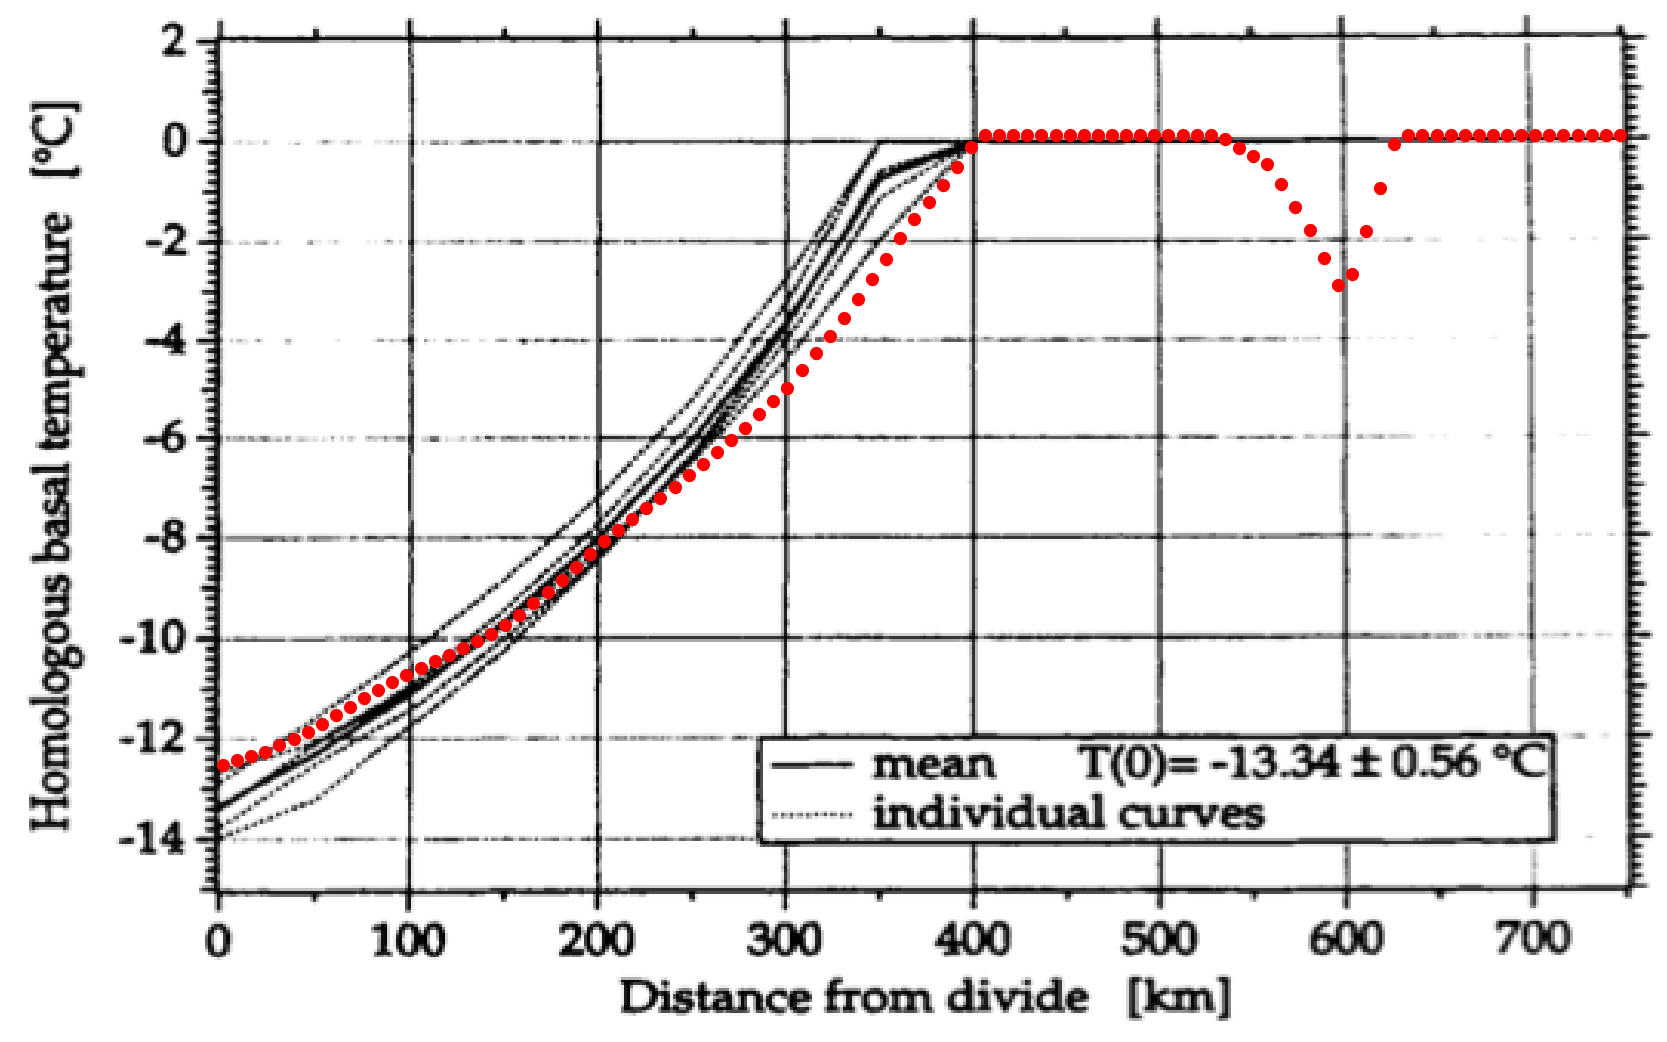 Homologous basal temperature [°C]
2
0
-2
-4
-6
-8
-10
-12
-14
mean T(0)= -13.34 ± 0.56 °C
individual curves
0 100 200 300 400 500 600 700
Distance from divide [km]